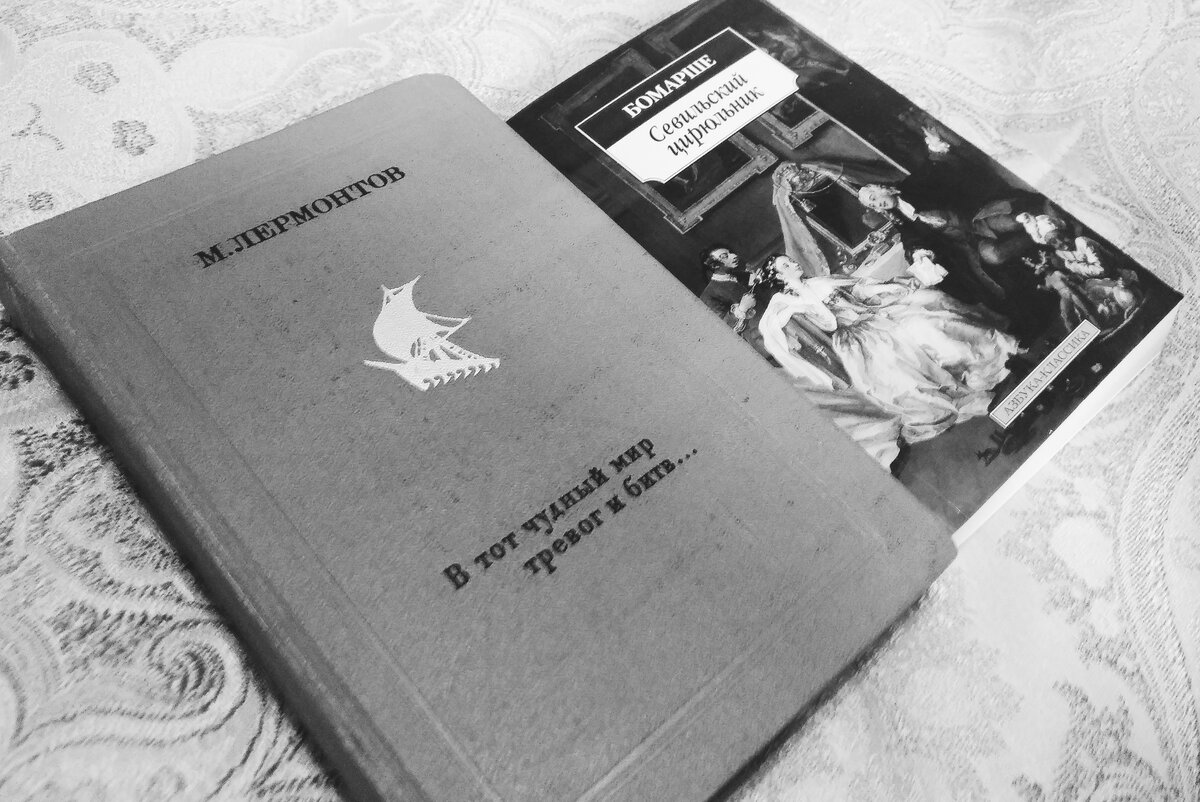 М.ЛЕРМОНТОВ
В тот чудный мир
тревог и битв...
БОМАРШЕ
Севильский
цирюльник
АЗБУКА-КЛАССИКА